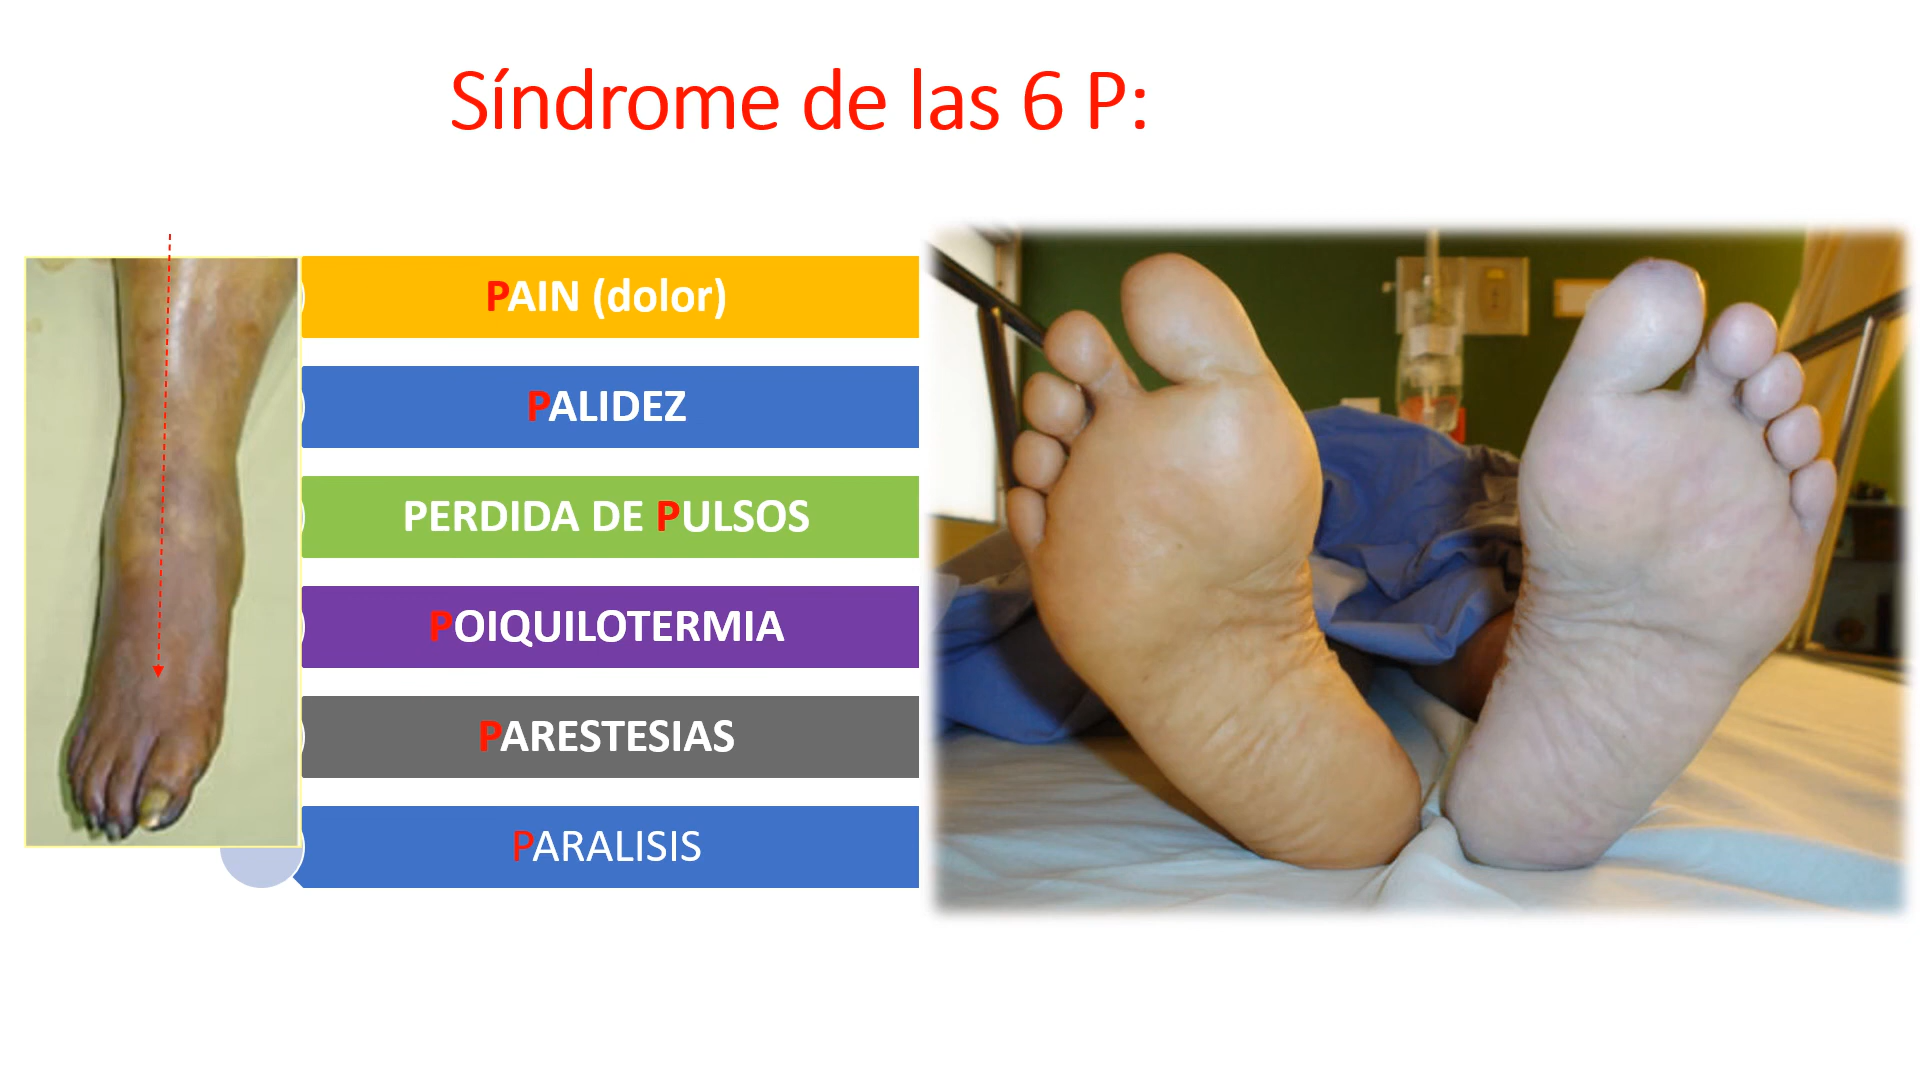 Síndrome de las 6 P:
PAIN (dolor)
PALIDEZ
PERDIDA DE PULSOS
POIQUILOTERMIA
PARESTESIAS
PARALISIS